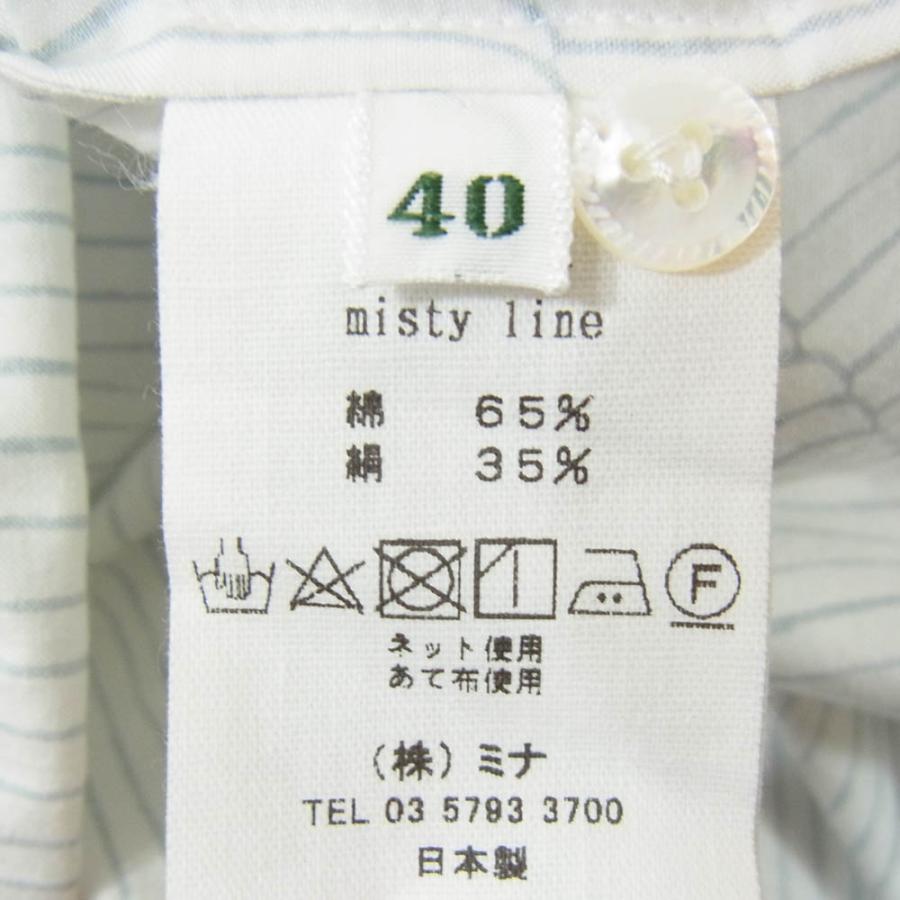 40
misty line
棉 65%
絹 35%
F
ネット使用
あて布使用
(株)ミナ
TEL 03 5793 3700
日本製